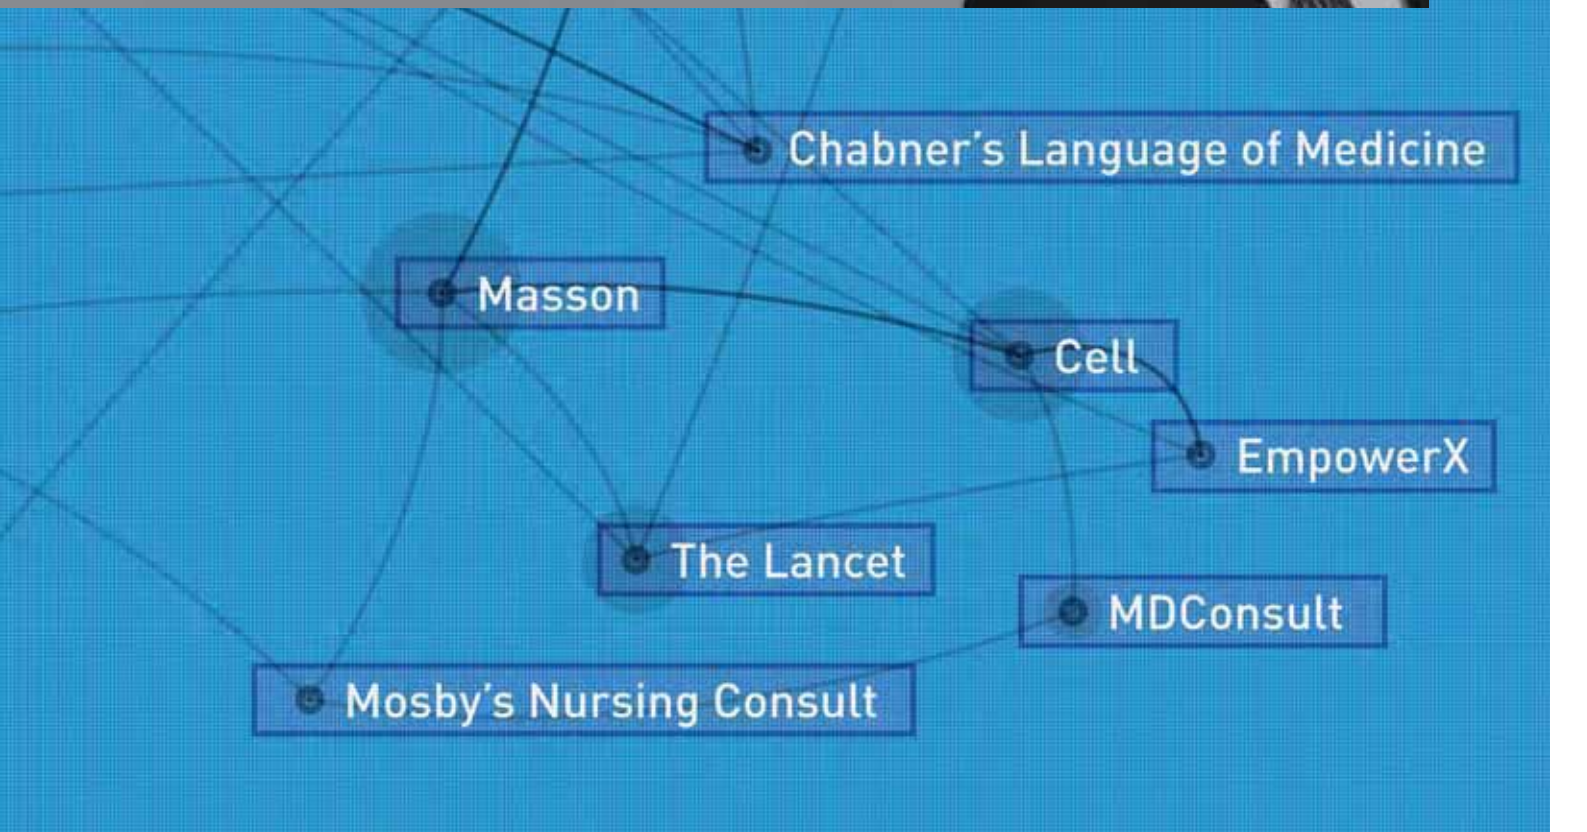 Chabner’s Language of Medicine
Masson
Cell
EmpowerX
The Lancet
MDConsult
Mosby’s Nursing Consult